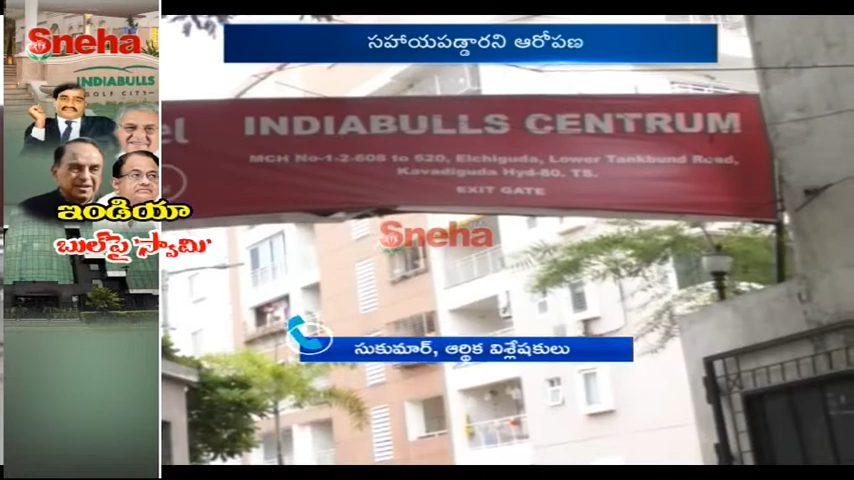 Sneha
INDIABULLS
GOLF CITY
ఇండియా
బుల్‌పై 'స్వామి'
సహాయపడ్డారని ఆరోపణ
el
INDIABULLS CENTRUM
MCH No-1-2-608 to 620, Elchiguda, Lower Tankbund Road,
Kavadiguda Hyd-80. TS.
EXIT GATE
Sneha
సుకుమార్, ఆర్థిక విశ్లేషకులు